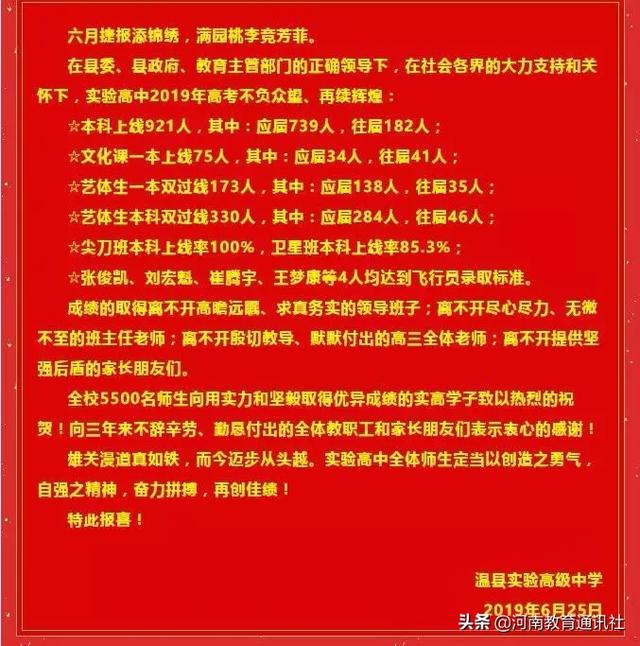 六月捷报添锦绣，满园桃李竞芳菲。
在县委、县政府、教育主管部门的正确领导下，在社会各界的大力支持和关
怀下，实验高中2019年高考不负众望、再续辉煌：
☆本科上线921人，其中：应届739人，往届182人；
☆文化课一本上线75人，其中：应届34人，往届41人；
☆艺体生一本双过线173人，其中：应届138人，往届35人；
☆艺体生本科双过线330人，其中：应届284人，往届46人；
☆尖刀班本科上线率100%，卫星班本科上线率85.3%；
☆张俊凯、刘宏魁、崔腾宇、王梦康等4人均达到飞行员录取标准。
成绩的取得离不开高瞻远瞩、求真务实的领导班子；离不开尽心尽力、无微
不至的班主任老师；离不开殷切教导、默默付出的高三全体老师；离不开提供坚
强后盾的家长朋友们。
全校5500名师生向用实力和坚毅取得优异成绩的实高学子致以热烈的祝
贺！向三年来不辞辛劳、勤恳付出的全体教职工和家长朋友们表示衷心的感谢！
雄关漫道真如铁，而今迈步从头越。实验高中全体师生定当以创造之勇气，
自强之精神，奋力拼搏，再创佳绩！
特此报喜！
温县实验高级中学
2019年6月25日
头条 @河南教育通讯社